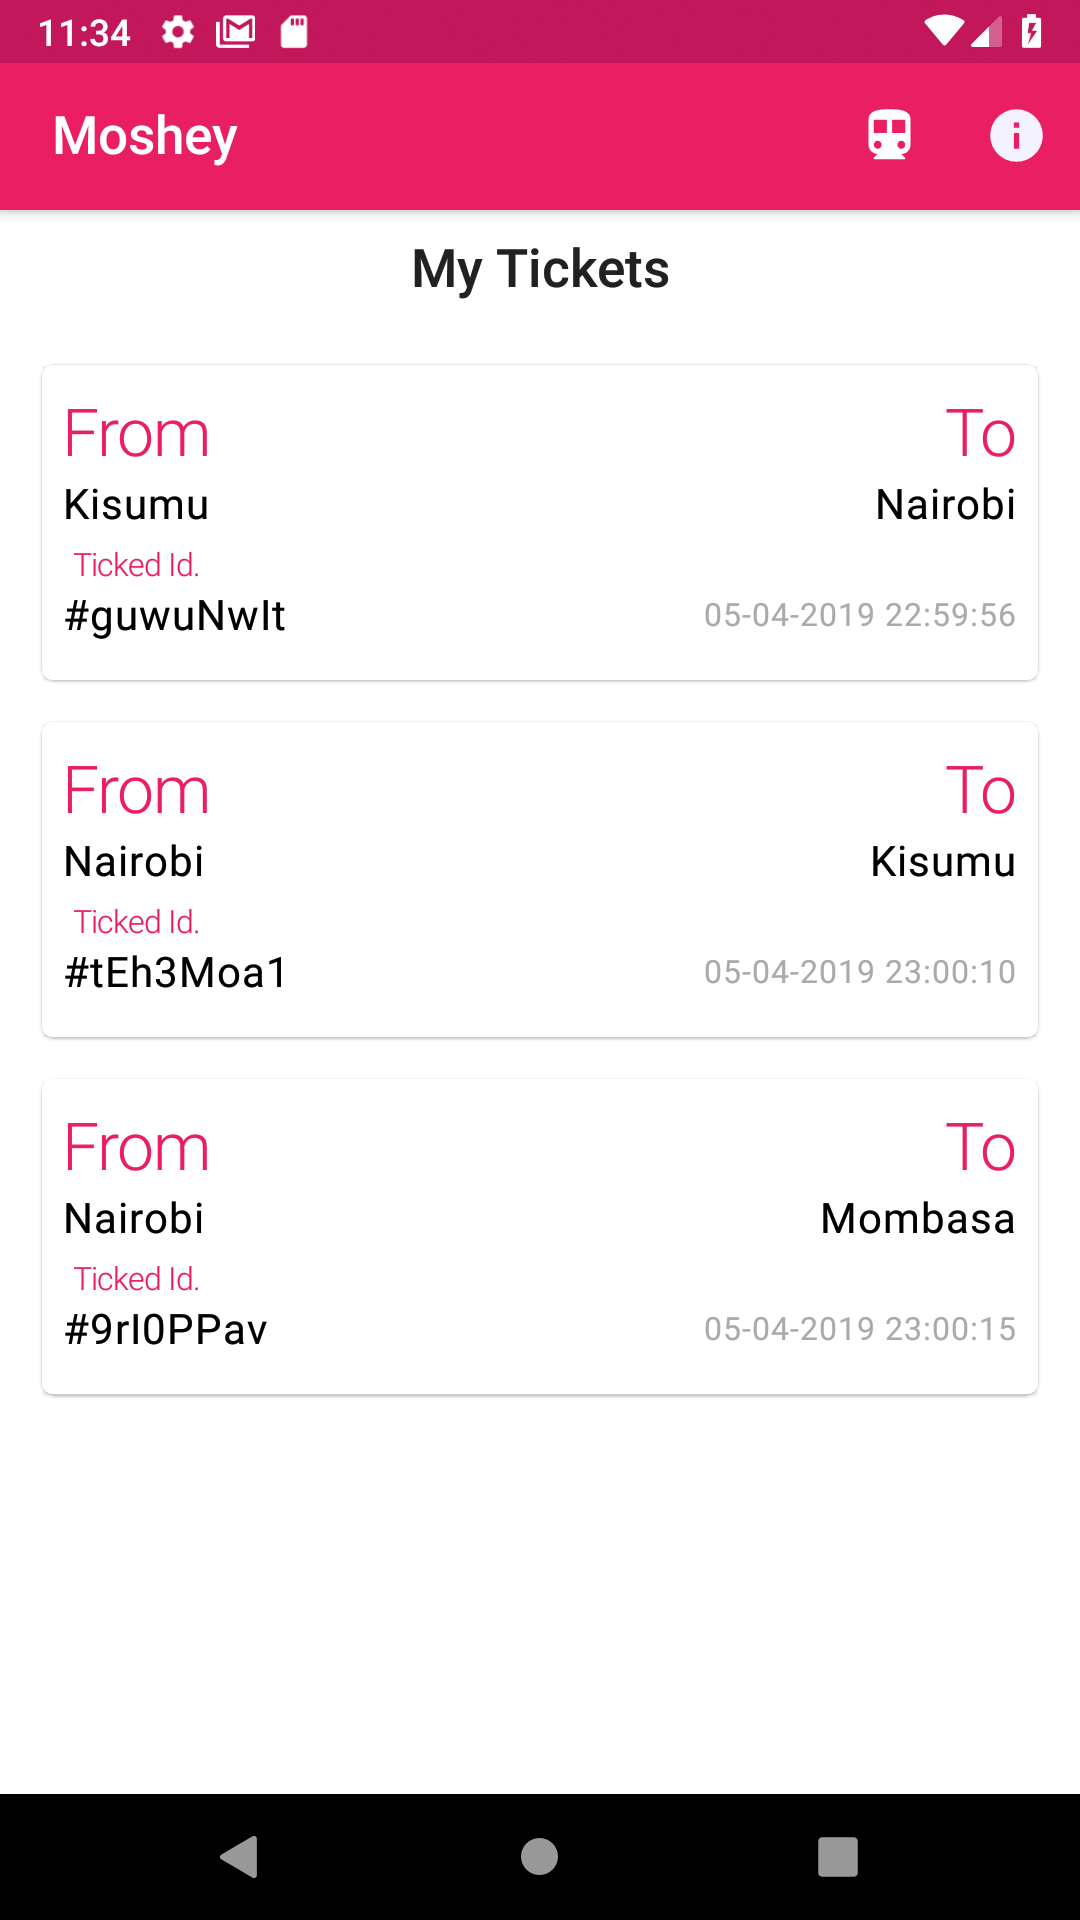 11:34
Moshey
My Tickets
From To
Kisumu Nairobi
Ticked Id.
#guwuNwIt 05-04-2019 22:59:56
From To
Nairobi Kisumu
Ticked Id.
#tEh3Moa1 05-04-2019 23:00:10
From To
Nairobi Mombasa
Ticked Id.
#9rI0PPav 05-04-2019 23:00:15